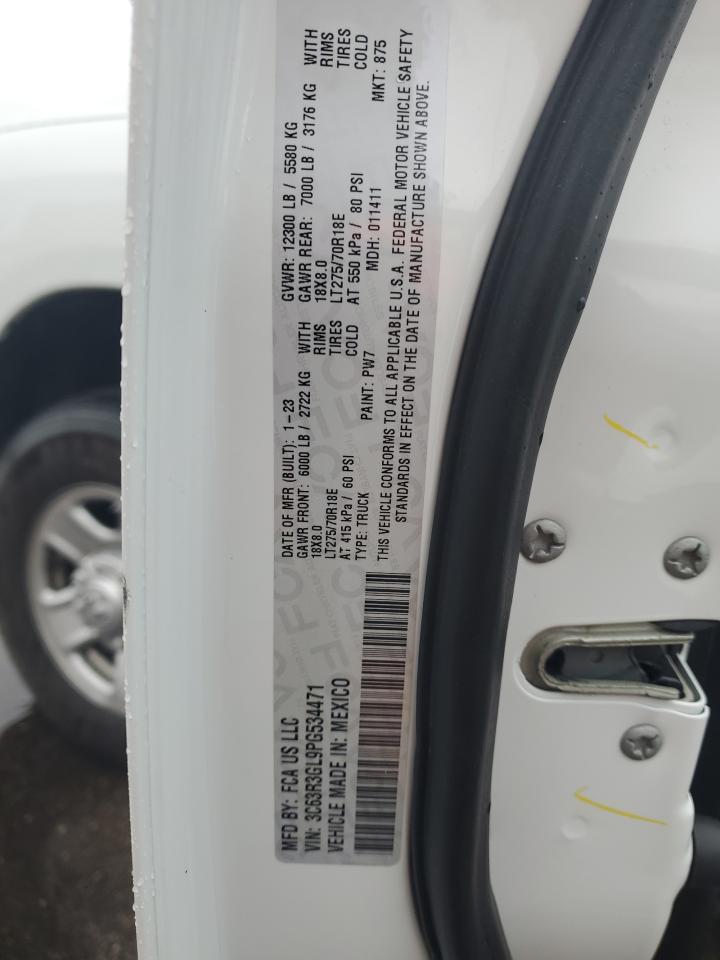 MFD BY: FCA US LLC
VIN: 3C63R3GL9PG534471
VEHICLE MADE IN: MEXICO
DATE OF MFR (BUILT): 1-23 GVWR: 12300 LB / 5580 KG
GAWR FRONT: 6000 LB / 2722 KG WITH GAWR REAR: 7000 LB / 3176 KG WITH
18X8.0 RIMS 18X8.0 RIMS
LT275/70R18E TIRES LT275/70R18E TIRES
AT 415 kPa / 60 PSI COLD AT 550 kPa / 80 PSI COLD
TYPE: TRUCK PAINT: PW7 MDH: 011411 MKT: 875
THIS VEHICLE CONFORMS TO ALL APPLICABLE U.S.A. FEDERAL MOTOR VEHICLE SAFETY
STANDARDS IN EFFECT ON THE DATE OF MANUFACTURE SHOWN ABOVE.